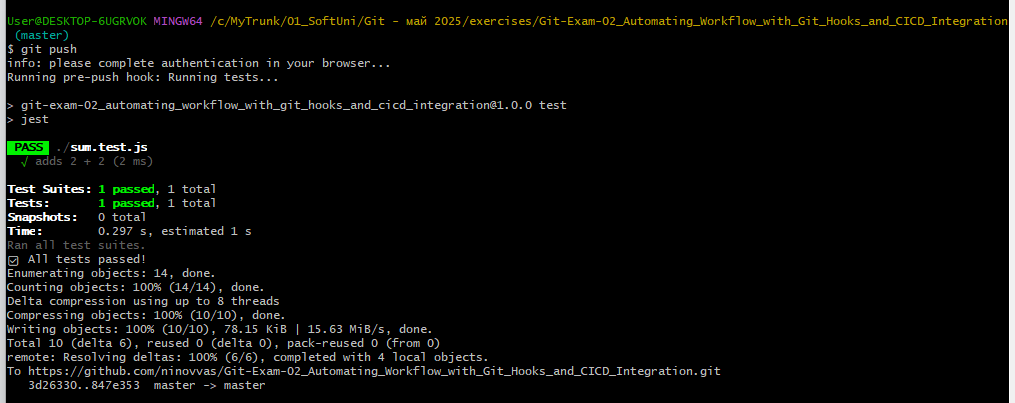 User@DESKTOP-6UGRVOK MINGW64 /c/MyTrunk/01_SoftUni/Git - май 2025/exercises/Git-Exam-02_Automating_Workflow_with_Git_Hooks_and_CICD_Integration
(master)
$ git push
info: please complete authentication in your browser...
Running pre-push hook: Running tests...
> git-exam-02_automating_workflow_with_git_hooks_and_cicd_integration@1.0.0 test
> jest
PASS ./sum.test.js
√ adds 2 + 2 (2 ms)
Test Suites: 1 passed, 1 total
Tests: 1 passed, 1 total
Snapshots: 0 total
Time: 0.297 s, estimated 1 s
Ran all test suites.
☑ All tests passed!
Enumerating objects: 14, done.
Counting objects: 100% (14/14), done.
Delta compression using up to 8 threads
Compressing objects: 100% (10/10), done.
Writing objects: 100% (10/10), 78.15 KiB | 15.63 MiB/s, done.
Total 10 (delta 6), reused 0 (delta 0), pack-reused 0 (from 0)
remote: Resolving deltas: 100% (6/6), completed with 4 local objects.
To https://github.com/ninovvas/Git-Exam-02_Automating_Workflow_with_Git_Hooks_and_CICD_Integration.git
3d26330..847e353 master -> master